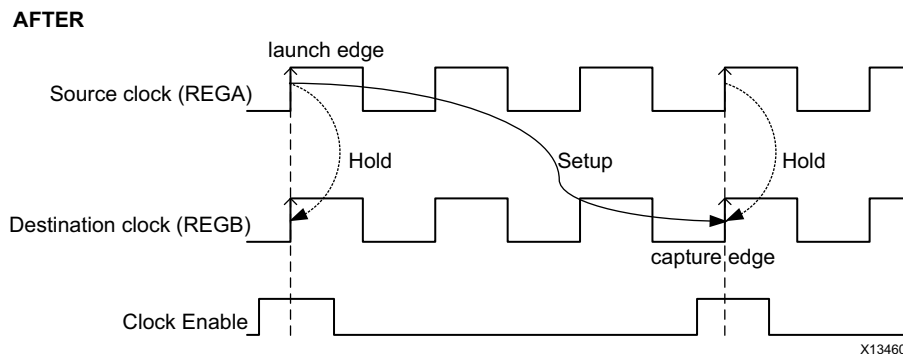 AFTER
launch edge
Source clock (REGA)
Hold
Setup
Hold
Destination clock (REGB)
capture edge
Clock Enable
X13460